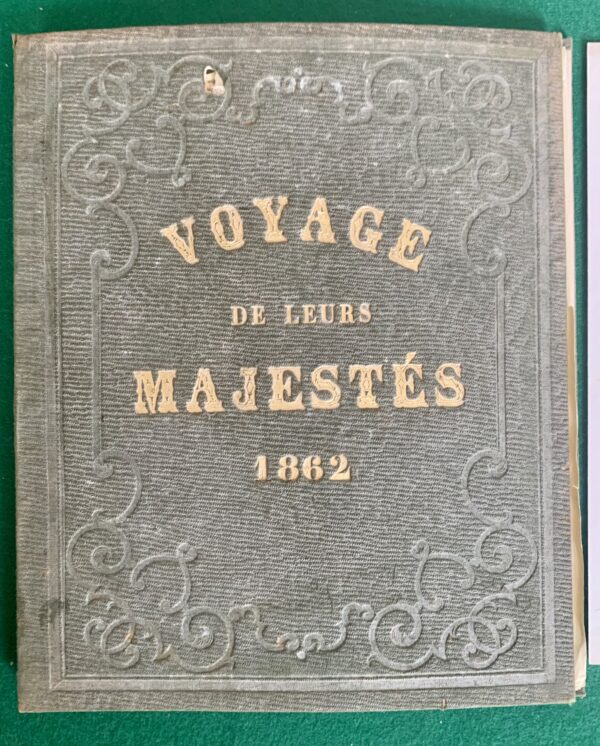 VOYAGE
DE LEURS
MAJESTÉS
1862